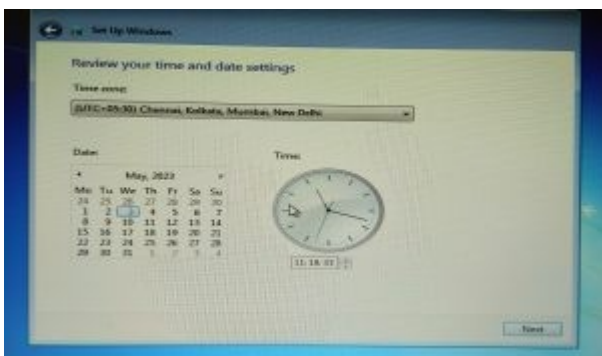 Set Up Windows
Review your time and date settings
Time zone:
(UTC+05:30) Chennai, Kolkata, Mumbai, New Delhi
Date:
May, 2023
Mo Tu We Th Fr Sa Su
24 25 26 27 28 29 30
1 2 3 4 5 6 7
8 9 10 11 12 13 14
15 16 17 18 19 20 21
22 23 24 25 26 27 28
29 30 31 1 2 3 4
Time:
Next